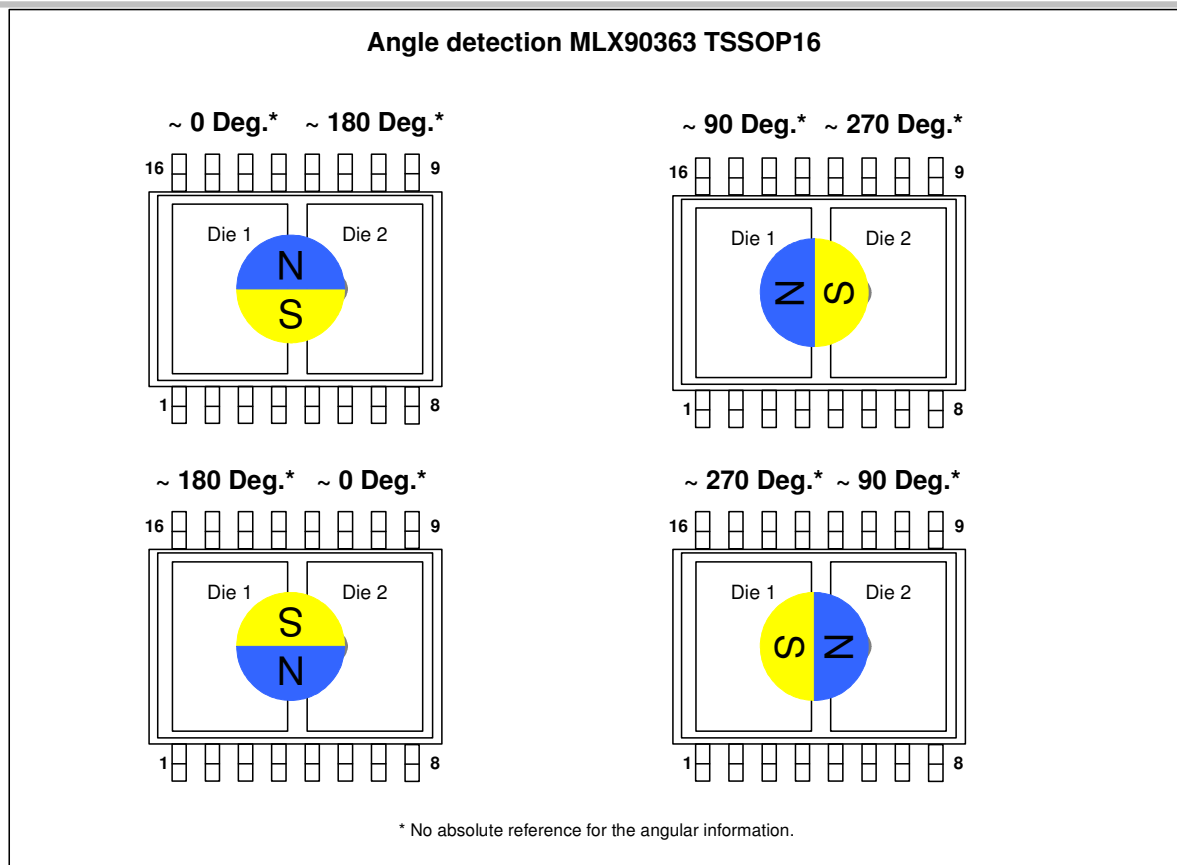 Angle detection MLX90363 TSSOP16
~ 0 Deg.* ~ 180 Deg.*
16 9
Die 1 Die 2
N
S
1 8
~ 90 Deg.* ~ 270 Deg.*
16 9
Die 1 Die 2
N S
1 8
~ 180 Deg.* ~ 0 Deg.*
16 9
Die 1 Die 2
S
N
1 8
~ 270 Deg.* ~ 90 Deg.*
16 9
Die 1 Die 2
S N
1 8
* No absolute reference for the angular information.